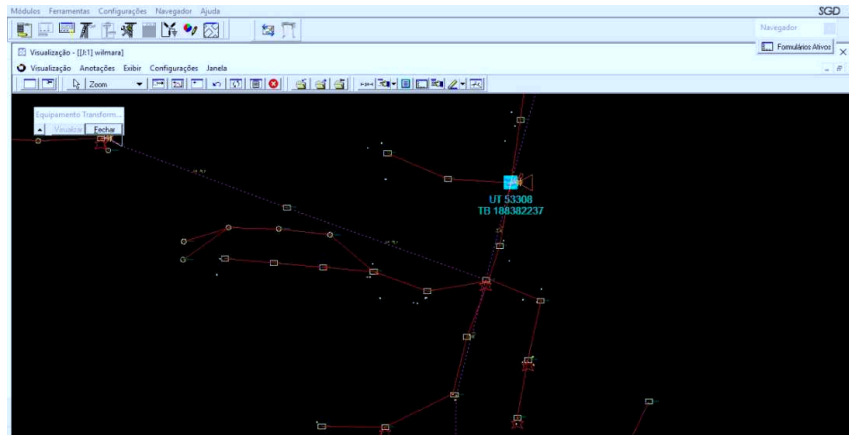 Módulos Ferramentas Configurações Navegador Ajuda
SGD
Navegador
Formulários Ativos
Visualização - [[J:1] wilmara]
Visualização Anotações Exibir Configurações Janela
Zoom
Equipamento Transform...
Visualizar Fechar
UT 53308
TB 188382237